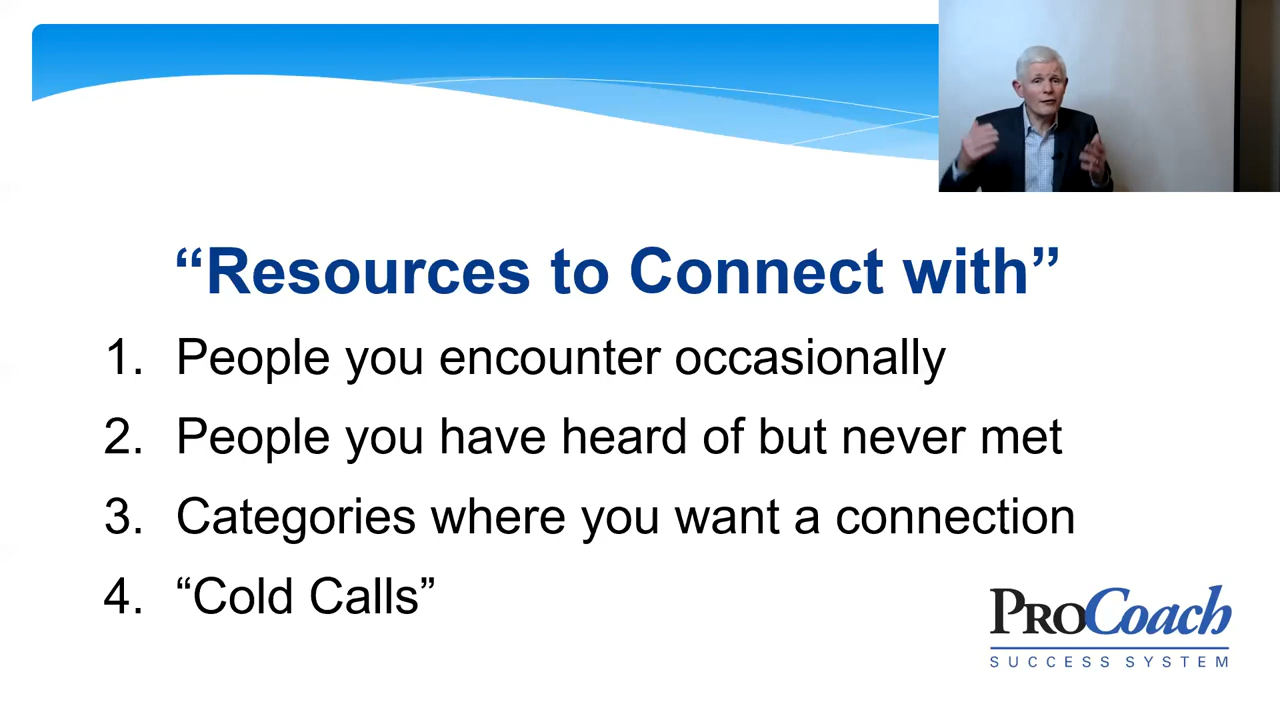 “Resources to Connect with”
1. People you encounter occasionally
2. People you have heard of but never met
3. Categories where you want a connection
4. “Cold Calls”
PROCoach
SUCCESS SYSTEM